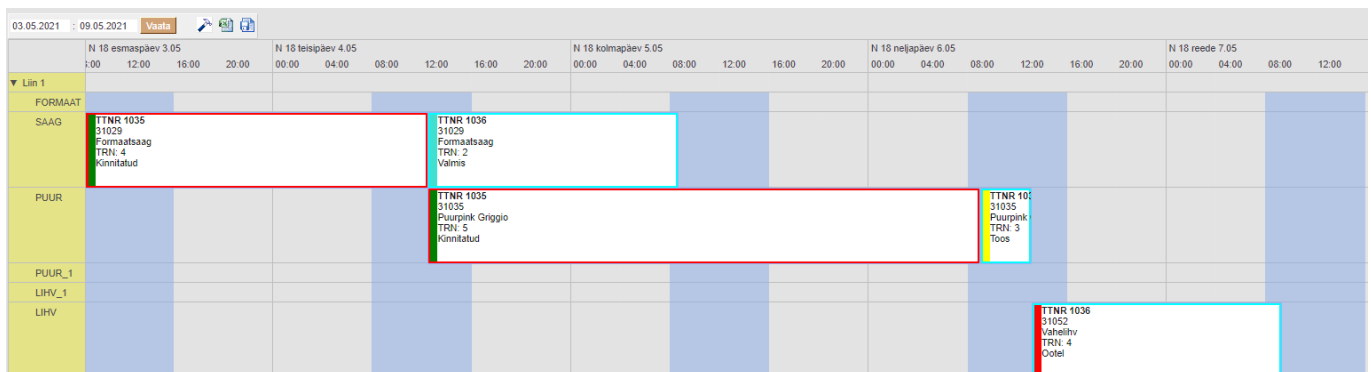 03.05.2021 : 09.05.2021 Vaata
N 18 esmaspäev 3.05 N 18 teisipäev 4.05 N 18 kolmapäev 5.05 N 18 neljapäev 6.05 N 18 reede 7.05
:00 12:00 16:00 20:00 00:00 04:00 08:00 12:00 16:00 20:00 00:00 04:00 08:00 12:00 16:00 20:00 00:00 04:00 08:00 12:00 16:00 20:00 00:00 04:00 08:00 12:00
▼ Liin 1
FORMAAT
SAAG
TTNR 1035
31029
Formaatsaag
TRN: 4
Kinnitatud
TTNR 1036
31029
Formaatsaag
TRN: 2
Valmis
PUUR
TTNR 1035
31035
Puurpink Griggio
TRN: 5
Kinnitatud
TTNR 103
31035
Puurpink
TRN: 3
Toos
PUUR_1
LIHV_1
LIHV
TTNR 1036
31052
Vahelihv
TRN: 4
Ootel